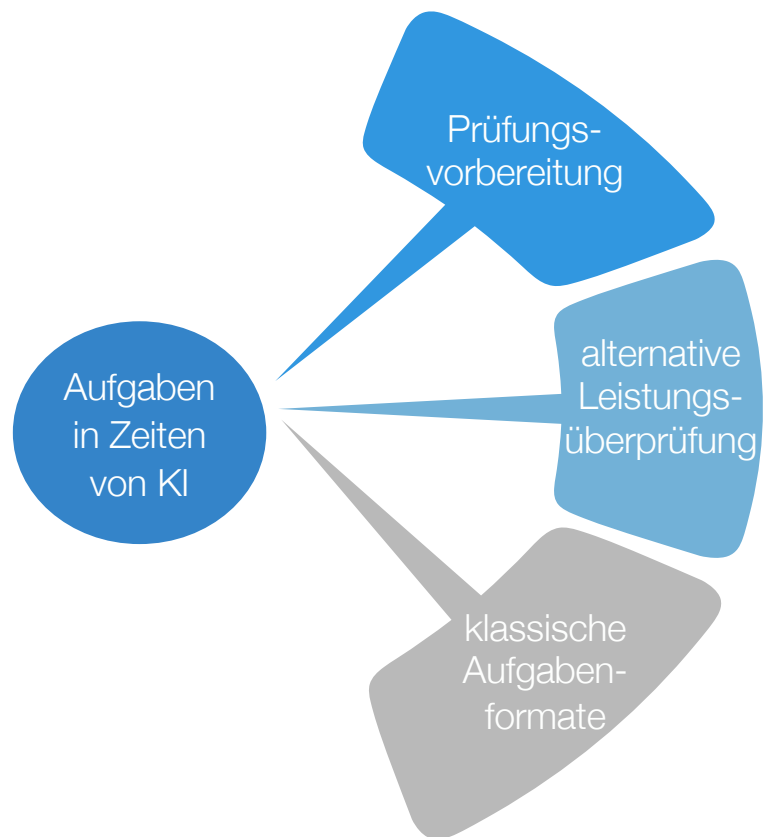 Prüfungs-
vorbereitung
alternative
Leistungs-
überprüfung
Aufgaben
in Zeiten
von KI
klassische
Aufgaben-
formate